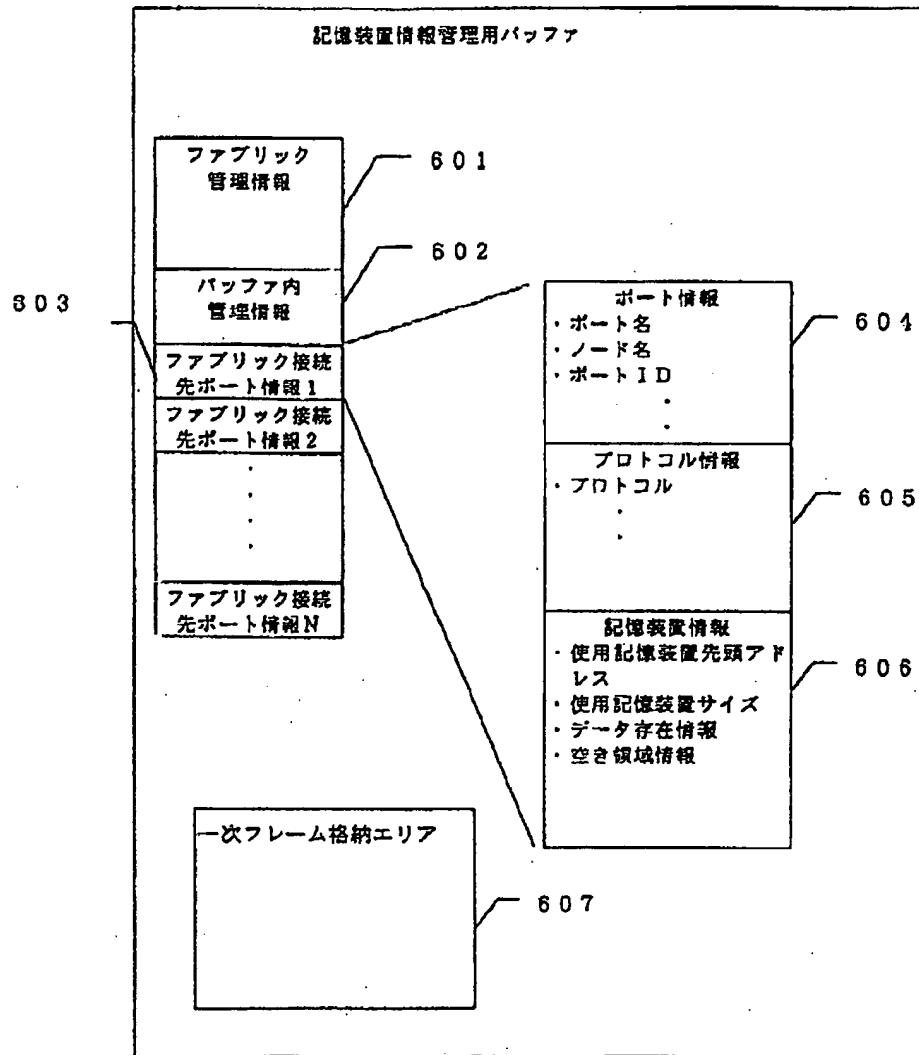 記憶装置情報管理用バッファ
ファブリック
管理情報
601
バッファ内
管理情報
602
603
ファブリック接続
先ポート情報1
ファブリック接続
先ポート情報2
ファブリック接続
先ポート情報N
ポート情報
・ポート名
・ノード名
・ポートID
604
プロトコル情報
・プロトコル
605
記憶装置情報
・使用記憶装置先頭アド
レス
・使用記憶装置サイズ
・データ存在情報
・空き領域情報
606
一次フレーム格納エリア
607